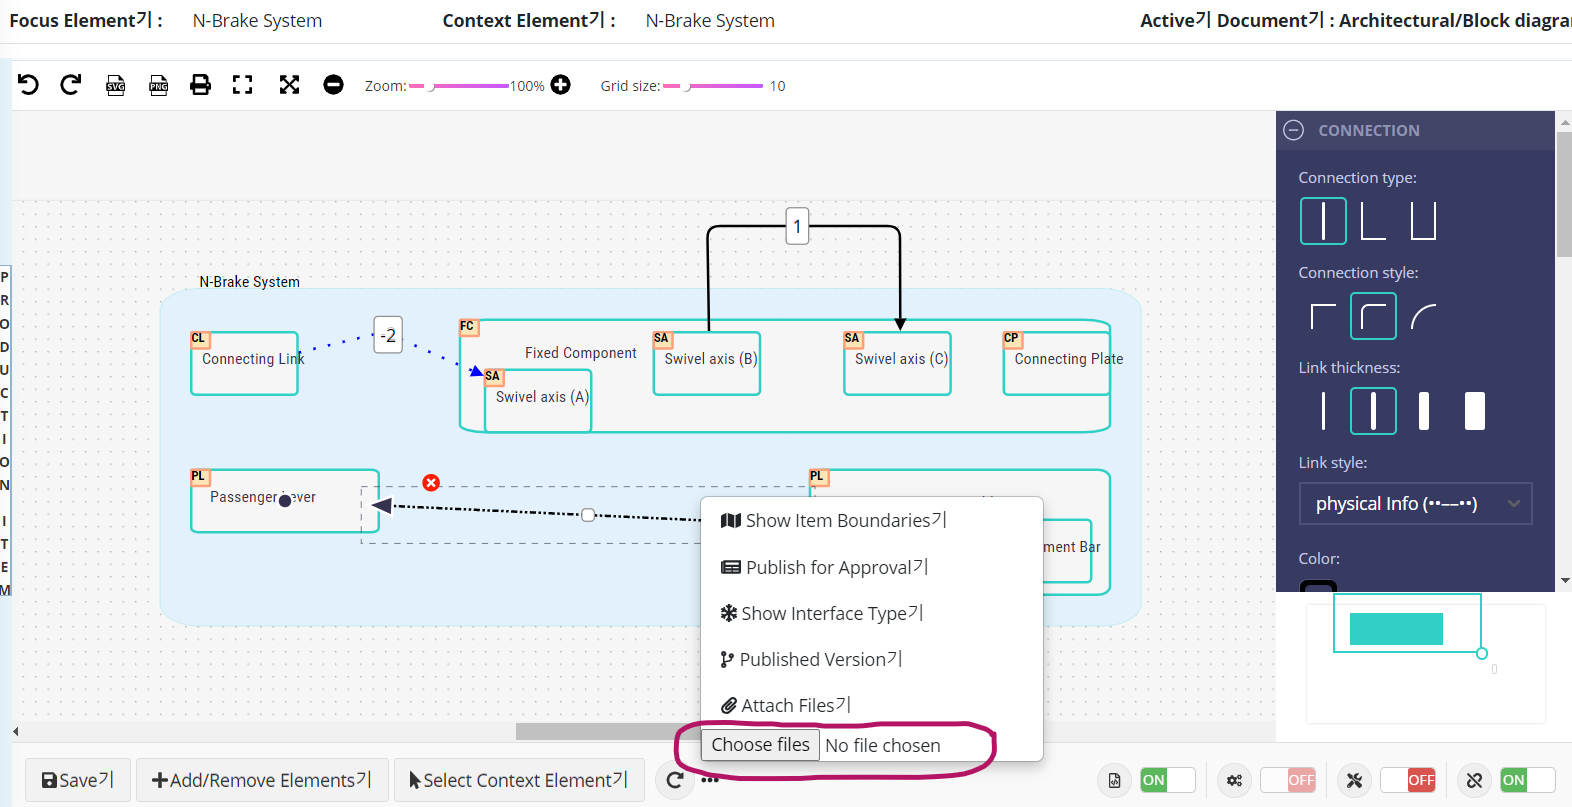 Focus Element기 : N-Brake System Context Element기 : N-Brake System Active기 Document기 : Architectural/Block diagra
SVG PNG Zoom: 100% Grid size: 10
CONNECTION
Connection type:
Connection style:
Link thickness:
Link style:
physical Info (••—–••)
Color:
PRODUCTION ITEM
1
N-Brake System
-2
CL
Connecting Link
FC
Fixed Component
SA
Swivel axis (A)
SA
Swivel axis (B)
SA
Swivel axis (C)
CP
Connecting Plate
PL
Passenger Lever
PL
ment Bar
Show Item Boundaries기
Publish for Approval기
Show Interface Type기
Published Version기
Attach Files기
Choose files No file chosen
Save기 Add/Remove Elements기 Select Context Element기 ON OFF OFF ON